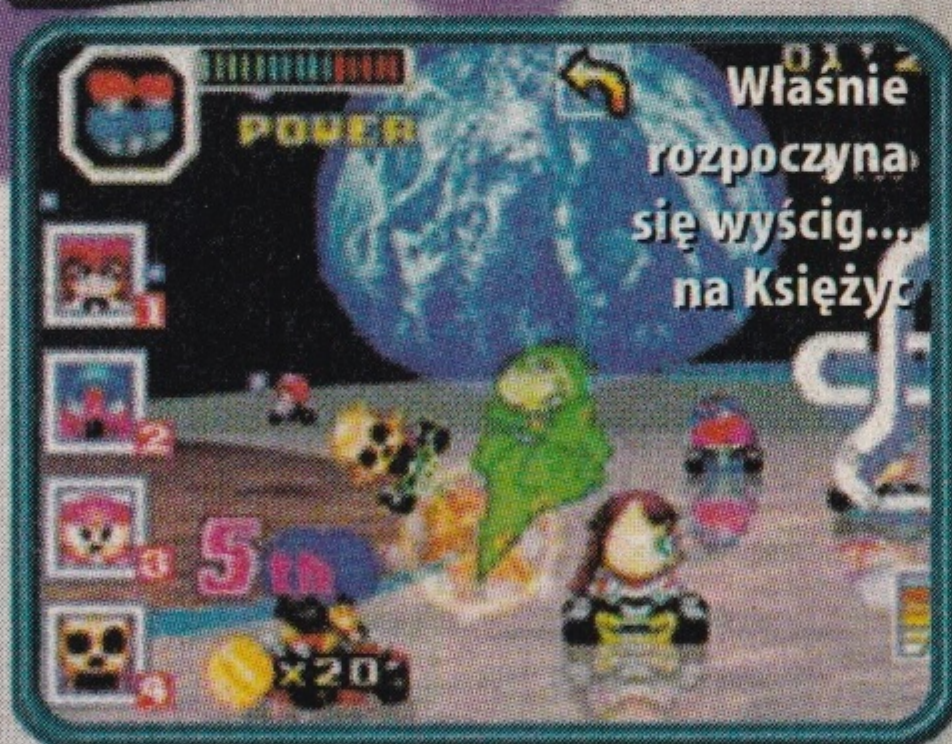 Właśnie
rozpoczyna
się wyścig...
na Księżyc
POWER
1
2
3
5th
4
x20